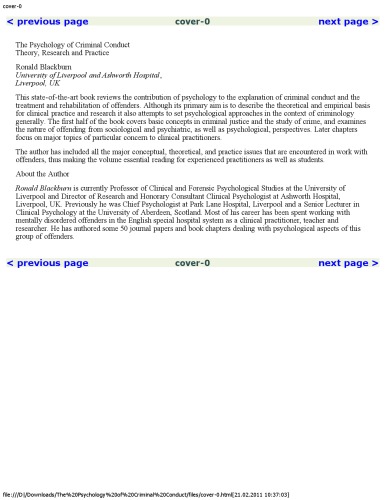 cover-0
< previous page cover-0 next page >
The Psychology of Criminal Conduct
Theory, Research and Practice
Ronald Blackburn
University of Liverpool and Ashworth Hospital,
Liverpool, UK
This state-of-the-art book reviews the contribution of psychology to the explanation of criminal conduct and the
treatment and rehabilitation of offenders. Although its primary aim is to describe the theoretical and empirical basis
for clinical practice and research it also attempts to set psychological approaches in the context of criminology
generally. The first half of the book covers basic concepts in criminal justice and the study of crime, and examines
the nature of offending from sociological and psychiatric, as well as psychological, perspectives. Later chapters
focus on major topics of particular concern to clinical practitioners.
The author has included all the major conceptual, theoretical, and practice issues that are encountered in work with
offenders, thus making the volume essential reading for experienced practitioners as well as students.
About the Author
Ronald Blackburn is currently Professor of Clinical and Forensic Psychological Studies at the University of
Liverpool and Director of Research and Honorary Consultant Clinical Psychologist at Ashworth Hospital,
Liverpool, UK. Previously he was Chief Psychologist at Park Lane Hospital, Liverpool and a Senior Lecturer in
Clinical Psychology at the University of Aberdeen, Scotland. Most of his career has been spent working with
mentally disordered offenders in the English special hospital system as a clinical practitioner, teacher and
researcher. He has authored some 50 journal papers and book chapters dealing with psychological aspects of this
group of offenders.
< previous page cover-0 next page >
file:///D|/Downloads/The%20Psychology%20of%20Criminal%20Conduct/files/cover-0.html[21.02.2011 10:37:03]